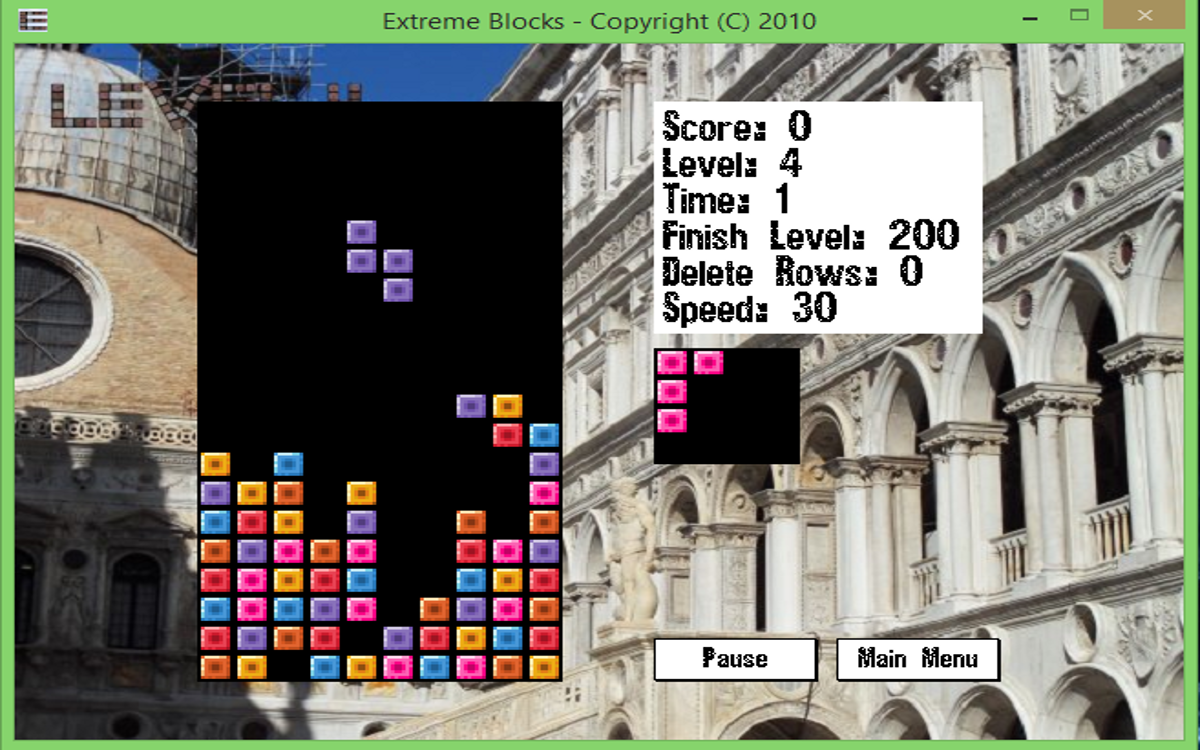 Extreme Blocks - Copyright (C) 2010
Score: 0
Level: 4
Time: 1
Finish Level: 200
Delete Rows: 0
Speed: 30
Pause
Main Menu